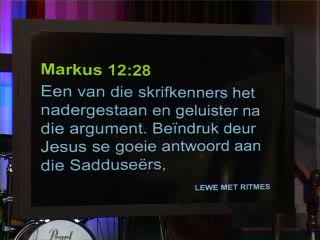 Markus 12:28
Een van die skrifkenners het
nadergestaan en geluister na
die argument. Beïndruk deur
Jesus se goeie antwoord aan
die Sadduseërs,
LEWE MET RITMES
Pearl